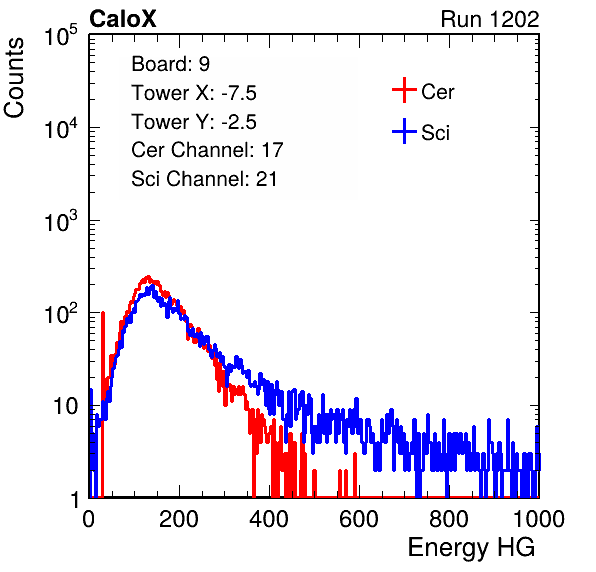 CaloX Run 1202
Counts
Board: 9
Tower X: -7.5
Tower Y: -2.5
Cer Channel: 17
Sci Channel: 21
Cer
Sci
10^5
10^4
10^3
10^2
10
1
0 200 400 600 800 1000
Energy HG